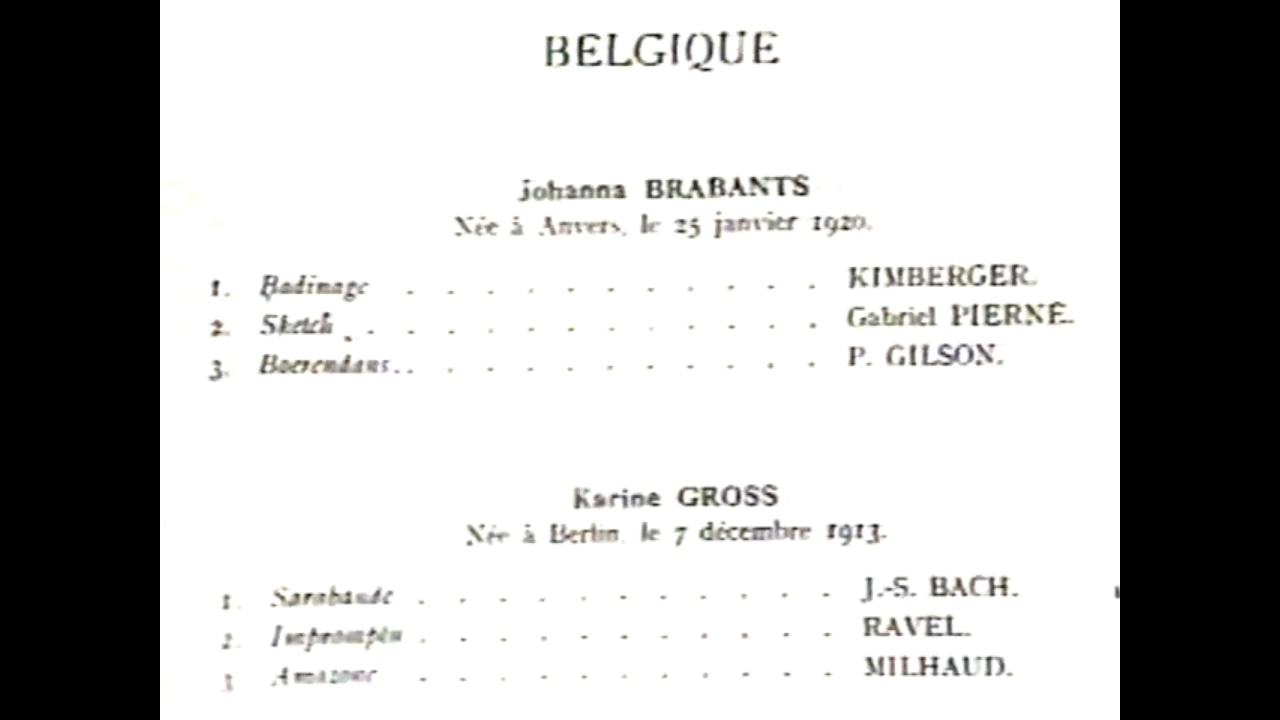 BELGIQUE
Johanna BRABANTS
Née à Anvers, le 25 janvier 1920.
1. Badinage . . . . . . . . . . . KIMBERGER.
2. Sketch . . . . . . . . . . . . . Gabriel PIERNÉ.
3. Boerendans. . . . . . . . . . . . P. GILSON.
Karine GROSS
Née à Berlin, le 7 décembre 1913.
1. Sarabande . . . . . . . . . . . J.-S. BACH.
2. Impromptu . . . . . . . . . . . RAVEL.
3 Amazone . . . . . . . . . . . MILHAUD.